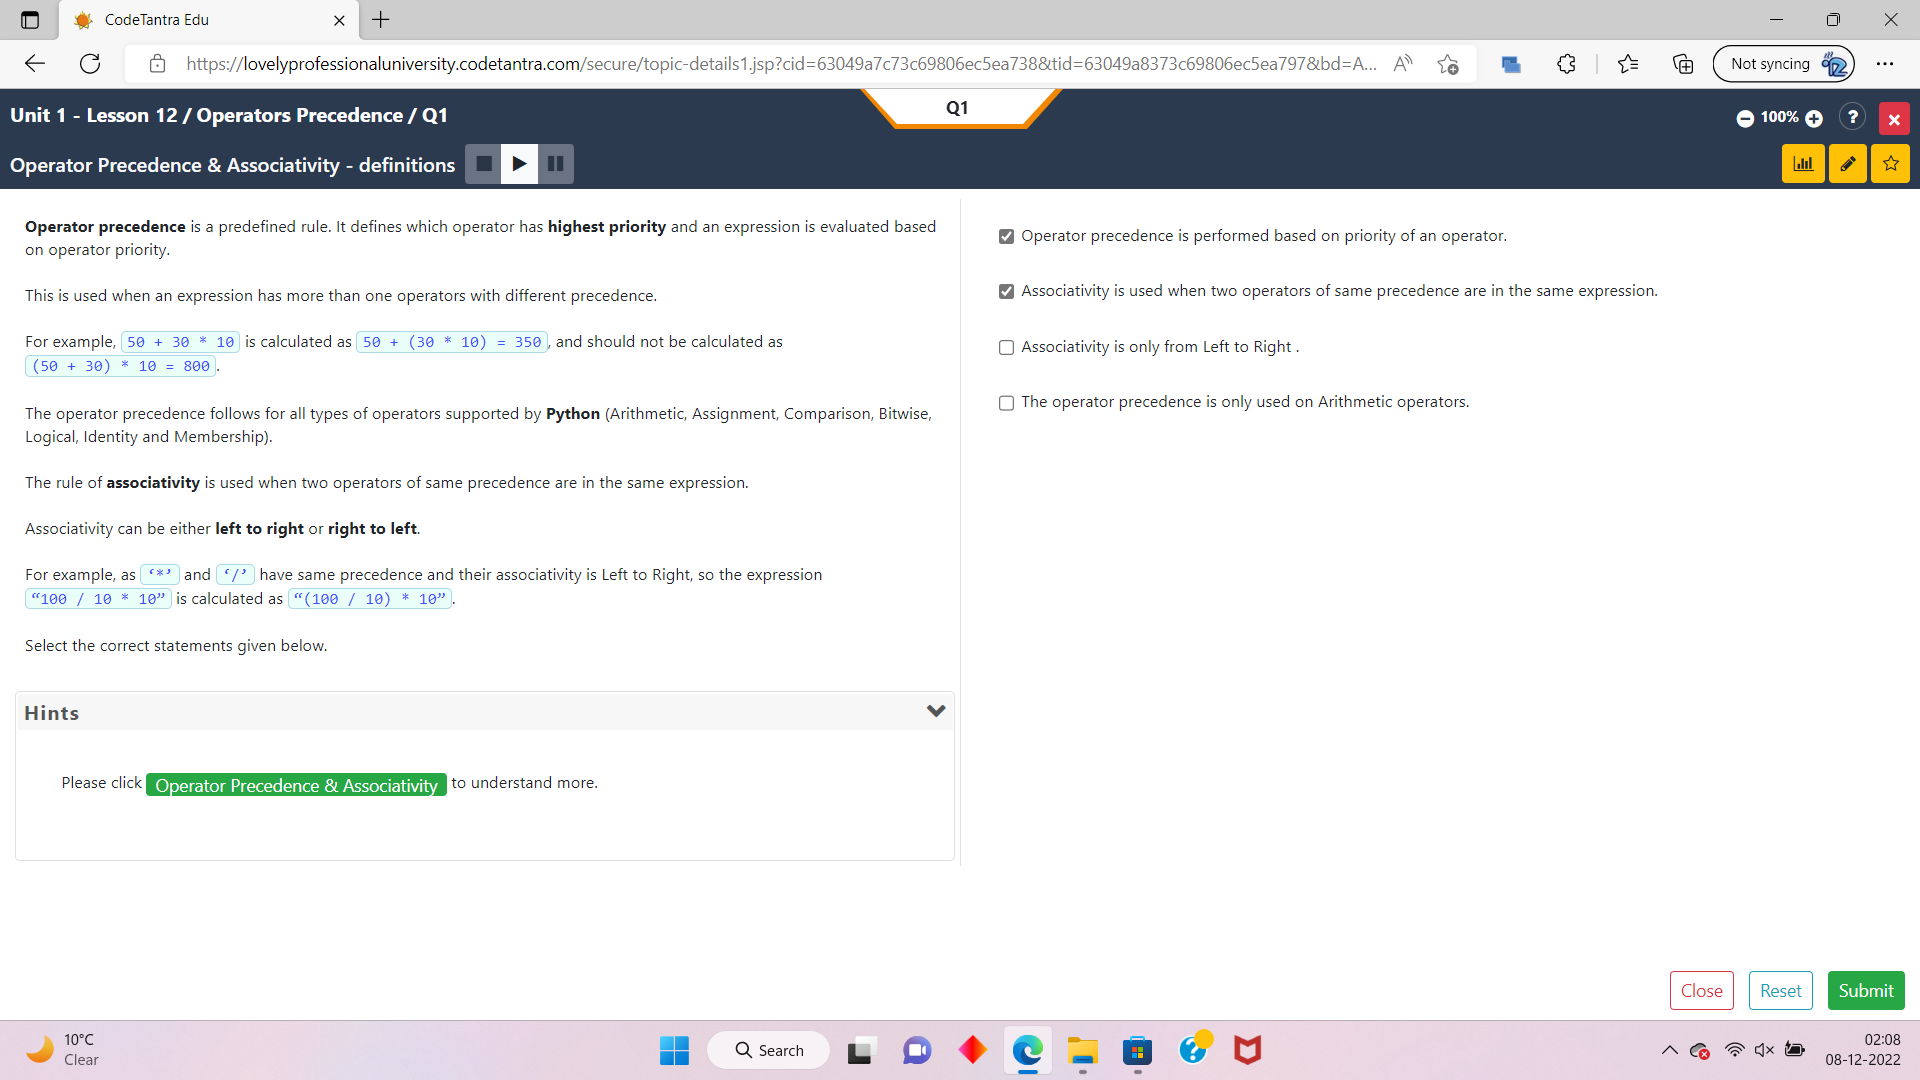 CodeTantra Edu
https://lovelyprofessionaluniversity.codetantra.com/secure/topic-details1.jsp?cid=63049a7c73c69806ec5ea738&tid=63049a8373c69806ec5ea797&bd=A...
Not syncing
Unit 1 - Lesson 12 / Operators Precedence / Q1
Q1
100%
?
Operator Precedence & Associativity - definitions
Operator precedence is a predefined rule. It defines which operator has highest priority and an expression is evaluated based
on operator priority.
This is used when an expression has more than one operators with different precedence.
For example, 50 + 30 * 10 is calculated as 50 + (30 * 10) = 350, and should not be calculated as
(50 + 30) * 10 = 800.
The operator precedence follows for all types of operators supported by Python (Arithmetic, Assignment, Comparison, Bitwise,
Logical, Identity and Membership).
The rule of associativity is used when two operators of same precedence are in the same expression.
Associativity can be either left to right or right to left.
For example, as ‘*’ and ‘/’ have same precedence and their associativity is Left to Right, so the expression
“100 / 10 * 10” is calculated as “(100 / 10) * 10”.
Select the correct statements given below.
Hints
Please click Operator Precedence & Associativity to understand more.
Operator precedence is performed based on priority of an operator.
Associativity is used when two operators of same precedence are in the same expression.
Associativity is only from Left to Right .
The operator precedence is only used on Arithmetic operators.
Close
Reset
Submit
10°C
Clear
Search
02:08
08-12-2022